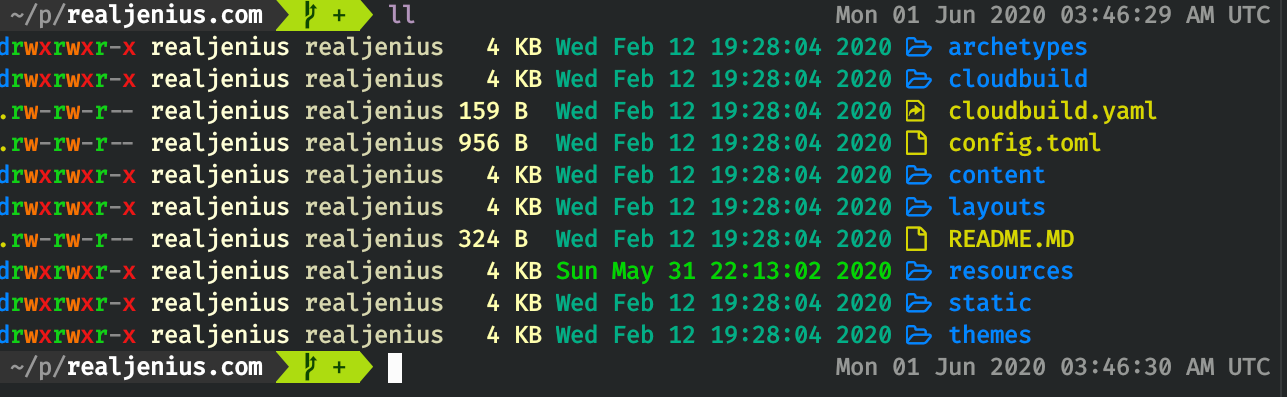 ~/p/realjenius.com + ll Mon 01 Jun 2020 03:46:29 AM UTC
drwxrwxr-x realjenius realjenius 4 KB Wed Feb 12 19:28:04 2020 archetypes
drwxrwxr-x realjenius realjenius 4 KB Wed Feb 12 19:28:04 2020 cloudbuild
.rw-rw-r-- realjenius realjenius 159 B Wed Feb 12 19:28:04 2020 cloudbuild.yaml
.rw-rw-r-- realjenius realjenius 956 B Wed Feb 12 19:28:04 2020 config.toml
drwxrwxr-x realjenius realjenius 4 KB Wed Feb 12 19:28:04 2020 content
drwxrwxr-x realjenius realjenius 4 KB Wed Feb 12 19:28:04 2020 layouts
.rw-rw-r-- realjenius realjenius 324 B Wed Feb 12 19:28:04 2020 README.MD
drwxrwxr-x realjenius realjenius 4 KB Sun May 31 22:13:02 2020 resources
drwxrwxr-x realjenius realjenius 4 KB Wed Feb 12 19:28:04 2020 static
drwxrwxr-x realjenius realjenius 4 KB Wed Feb 12 19:28:04 2020 themes
~/p/realjenius.com + Mon 01 Jun 2020 03:46:30 AM UTC